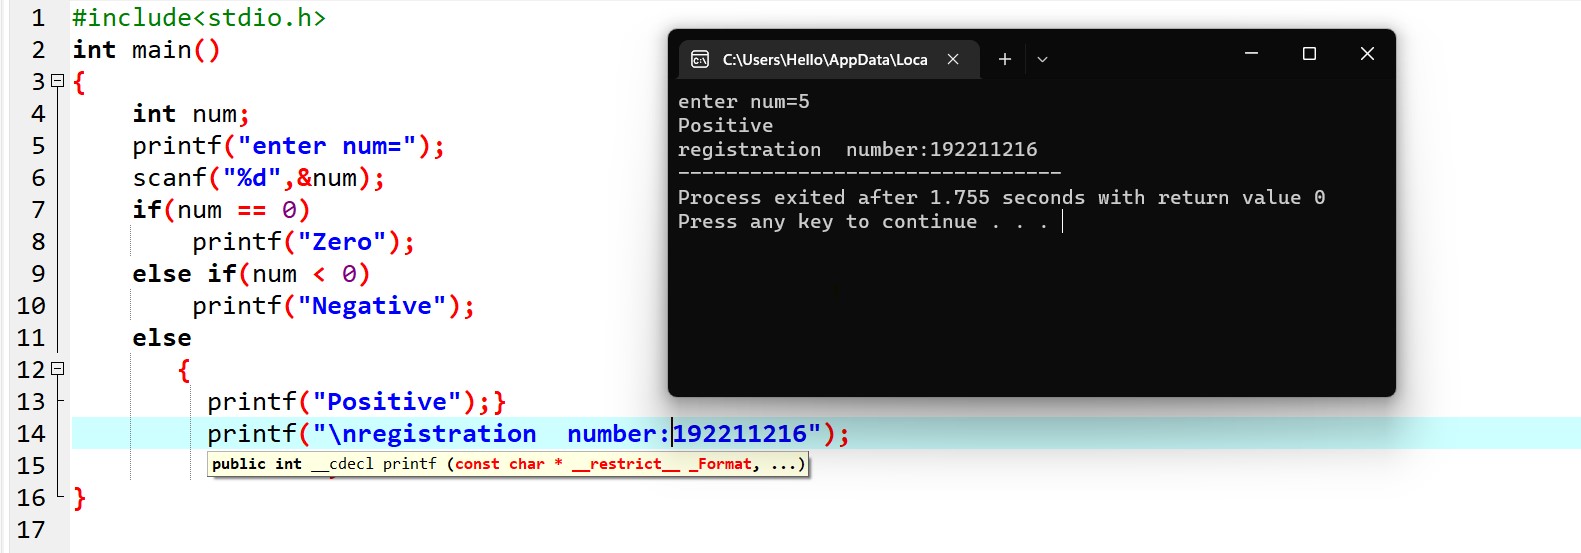 1 #include<stdio.h>
2 int main()
3 {
4 int num;
5 printf("enter num=");
6 scanf("%d",&num);
7 if(num == 0)
8 printf("Zero");
9 else if(num < 0)
10 printf("Negative");
11 else
12 {
13 printf("Positive");}
14 printf("\nregistration  number:192211216");
public int __cdecl printf (const char * __restrict__ _Format, ...)
15
16 }
17
C:\Users\Hello\AppData\Loca
enter num=5
Positive
registration  number:192211216
--------------------------------
Process exited after 1.755 seconds with return value 0
Press any key to continue . . .